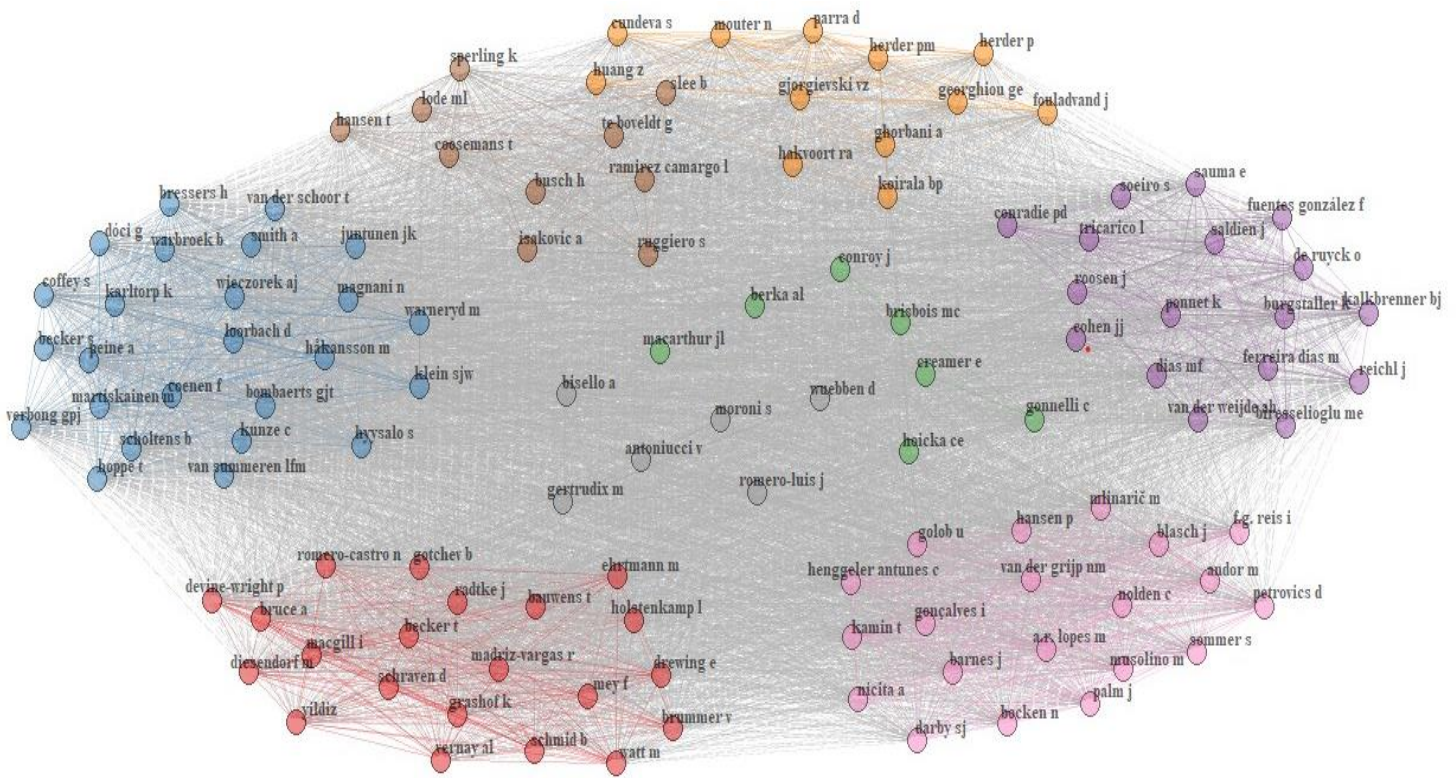 cundeva s
mouter n
parra d
herder pm
herder p
huang z
slee b
gjorgievski vz
georghiou ge
fouladvand j
te boveldt g
ghorbani a
hakvoort ra
koirala bp
sperling k
lode ml
hansen t
coosemans t
busch h
ramirez camargo l
isakovic a
ruggiero s
bressers h
van der schoor t
dóci g
warbroek b
smith a
juntunen jk
coffey s
karltorp k
wieczorek aj
magnani n
warneryd m
becker s
peine a
loorbach d
håkansson m
klein sjw
martiskainen m
coenen f
bombaerts gjt
verbong gpj
scholtens b
kunze c
hyysalo s
hoppe t
van summeren lfm
conroy j
berka al
brisbois mc
macarthur jl
creamer e
gonnelli c
hoicka ce
bisello a
wuebben d
moroni s
antoniucci v
gertrudix m
romero-luis j
soeiro s
sauma e
conradie pd
tricarico l
saldien j
fuentes gonzález f
de ruyck o
roosen j
ponnet k
burgstaller k
kalkbrenner bj
cohen jj
dias mf
ferreira dias m
reichl j
van der weijde ah
biresselioglu me
romero-castro n
gotchev b
ehrtmann m
devine-wright p
bruce a
radtke j
bauwens t
holstenkamp l
macgill i
becker t
diesendorf m
schraven d
madriz-vargas r
mey f
drewing e
yildiz
grashof k
brummer v
vernay al
schmid b
watt m
mlinarič m
hansen p
golob u
blasch j
f.g. reis i
henggeler antunes c
van der grijp nm
andor m
nolden c
petrovics d
gonçalves i
kamin t
a.r. lopes m
sommer s
barnes j
musolino m
nicita a
palm j
bocken n
darby sj